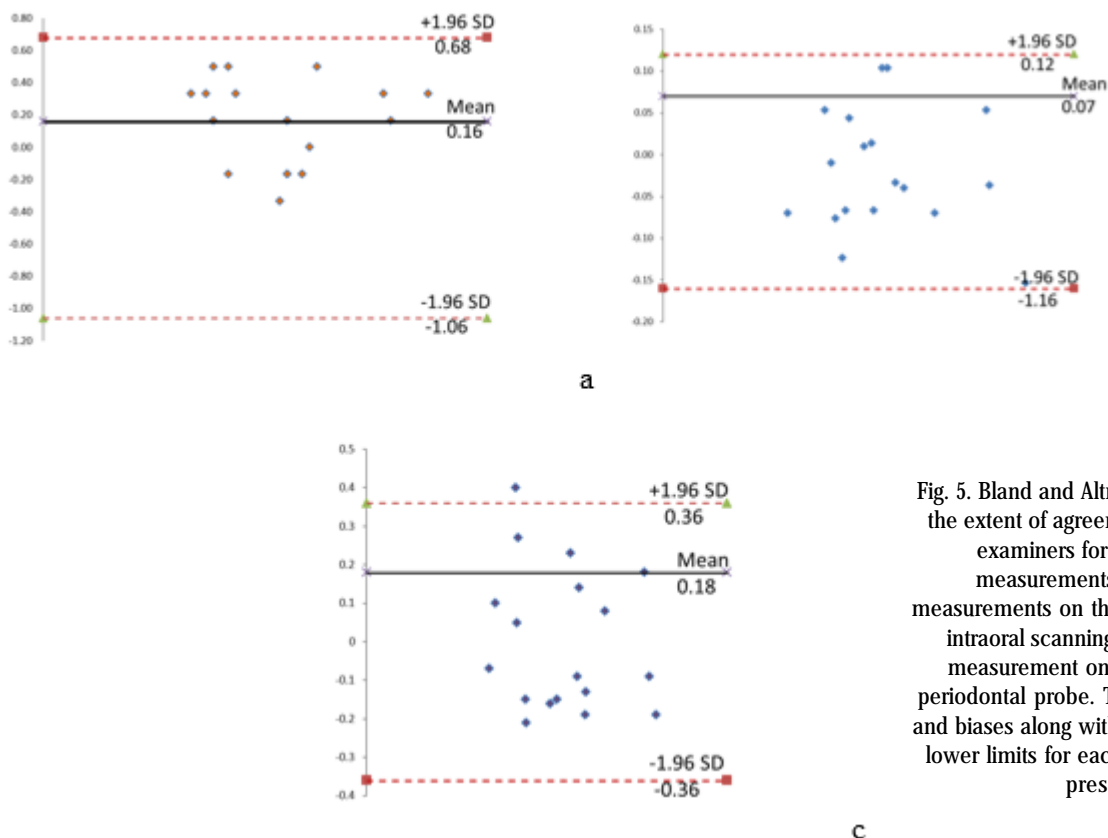 0.80
0.60
0.40
0.20
0.00
-0.20
-0.40
-0.60
-0.80
-1.00
-1.20
+1.96 SD
0.68
Mean
0.16
-1.96 SD
-1.06
0.15
0.10
0.05
0.00
-0.05
-0.10
-0.15
-0.20
+1.96 SD
0.12
Mean
0.07
-1.96 SD
-1.16
a
0.5
0.4
0.3
0.2
0.1
0
-0.1
-0.2
-0.3
-0.4
+1.96 SD
0.36
Mean
0.18
-1.96 SD
-0.36
c
Fig. 5. Bland and Altr
the extent of agreer
examiners for
measurements
measurements on th
intraoral scanning
measurement on
periodontal probe. T
and biases along wit
lower limits for eac
pres